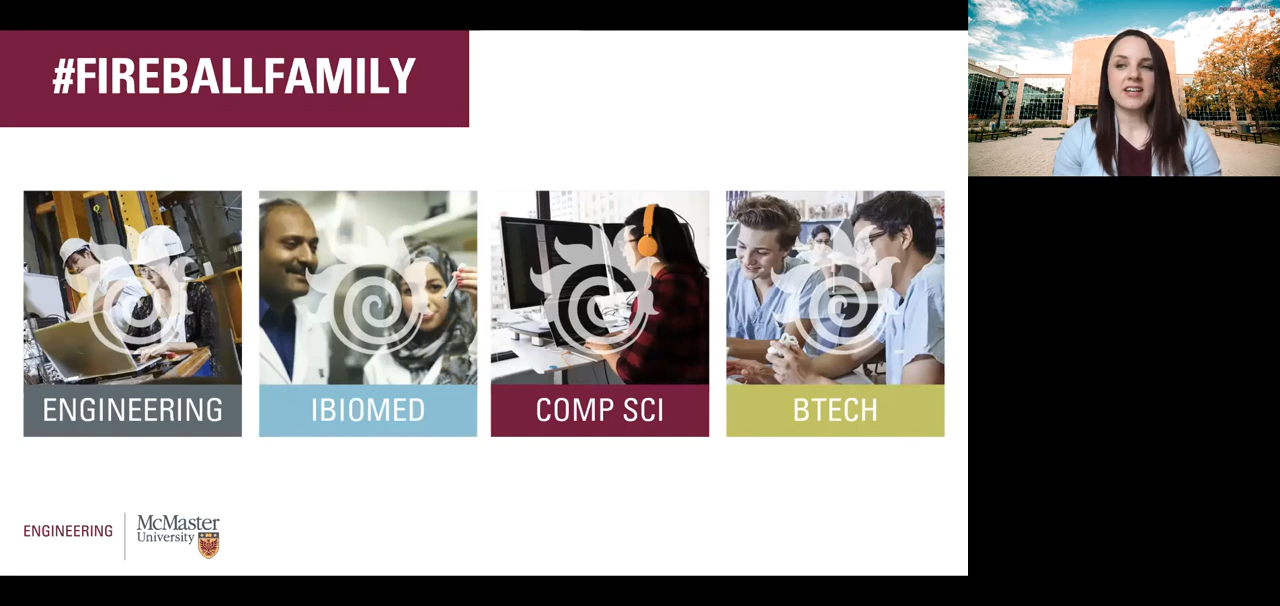 #FIREBALLFAMILY
ENGINEERING
IBIOMED
COMP SCI
BTECH
ENGINEERING
McMaster
University